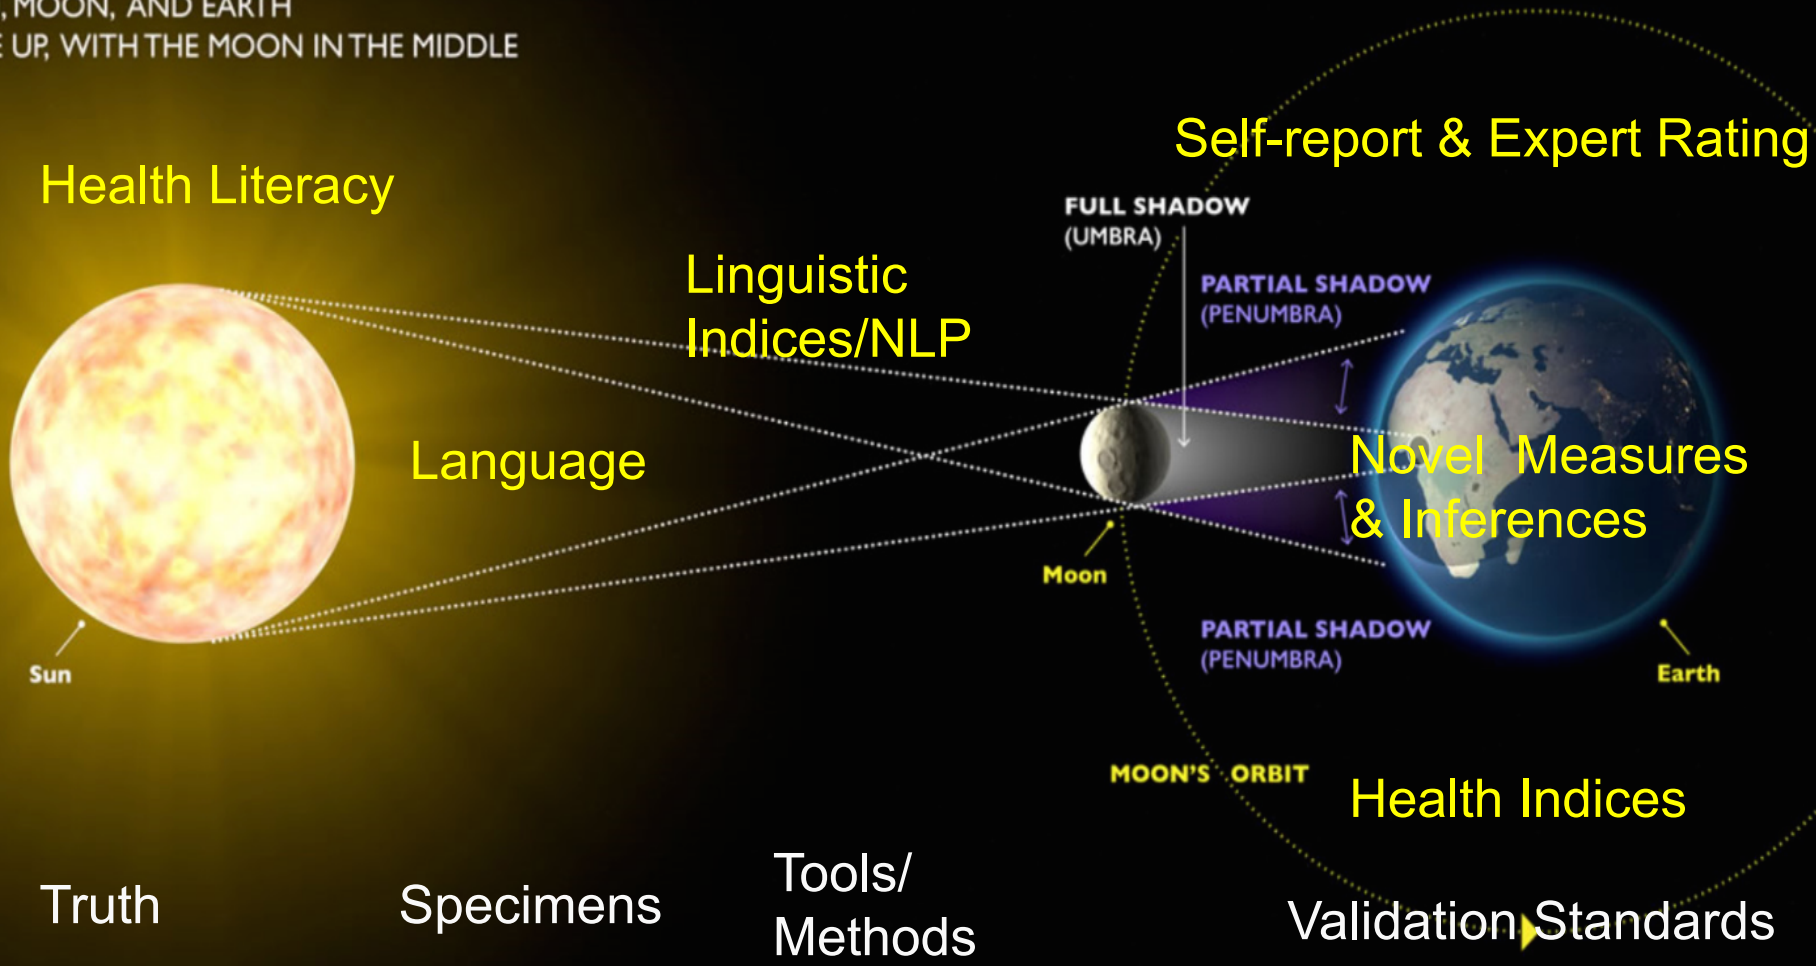 , MOON, AND EARTH
UP, WITH THE MOON IN THE MIDDLE
Self-report & Expert Rating
Health Literacy
FULL SHADOW
(UMBRA)
Linguistic
Indices/NLP
PARTIAL SHADOW
(PENUMBRA)
Language
Novel Measures
& Inferences
Moon
PARTIAL SHADOW
(PENUMBRA)
Sun
Earth
MOON'S ORBIT
Health Indices
Truth
Specimens
Tools/
Methods
Validation Standards